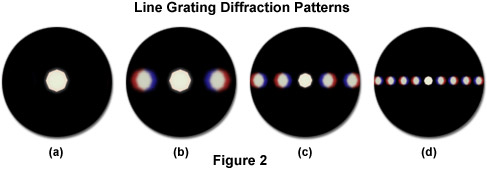 Line Grating Diffraction Patterns
(a) (b) (c) (d)
Figure 2